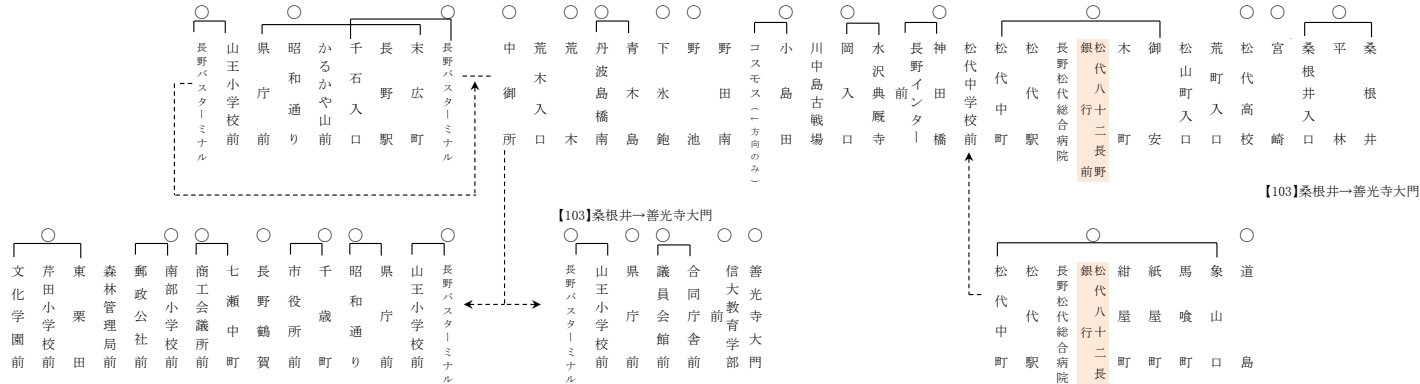 長野バスターミナル
山王小学校前
県庁前
昭和通り
かるかや山前
千石入口
長野駅
末広町
長野バスターミナル
中御所
荒木入口
荒木
丹波島橋南
青木島
下氷鉋
野池
野田南
コスモス(←方向のみ)
小島田
川中島古戦場
岡入口
水沢典厩寺
長野インター前
神田橋
松代中学校前
松代中町
松代駅
長野松代総合病院
松代八十二長野銀行前
木町
御安
松山町入口
荒町入口
松代高校
宮崎
桑根井入口
平林
桑根井
【103】桑根井→善光寺大門
【103】桑根井→善光寺大門
文化学園前
芹田小学校前
東栗田
森林管理局前
郵政公社前
南部小学校前
商工会議所前
七瀬中町
長野鶴賀
市役所前
千歳町
昭和通り
県庁前
山王小学校前
長野バスターミナル
長野バスターミナル
山王小学校前
県庁前
議員会館前
合同庁舎前
信大教育学部前
善光寺大門
松代中町
松代駅
長野松代総合病院
松代八十二長
銀行
紺屋町
紙屋町
馬喰町
象山口
道島